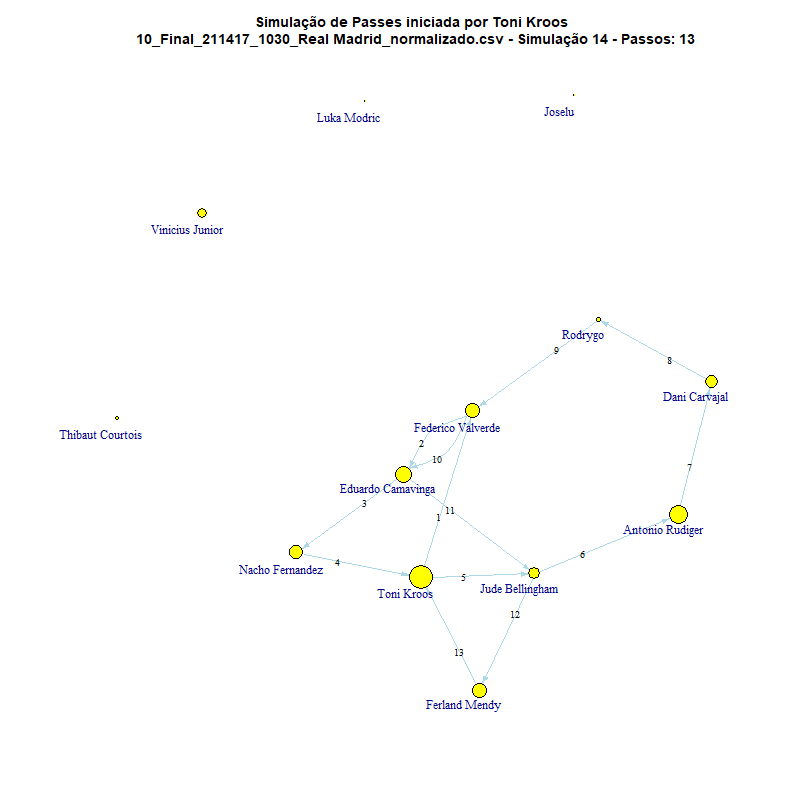 Simulação de Passes iniciada por Toni Kroos
10_Final_211417_1030_Real Madrid_normalizado.csv - Simulação 14 - Passos: 13
Luka Modric
Joselu
Vinicius Junior
Rodrygo
9
8
Dani Carvajal
Thibaut Courtois
Federico Valverde
2
10
7
Eduardo Camavinga
3
11
1
Antonio Rudiger
6
Nacho Fernandez
4
5
Toni Kroos
Jude Bellingham
12
13
Ferland Mendy